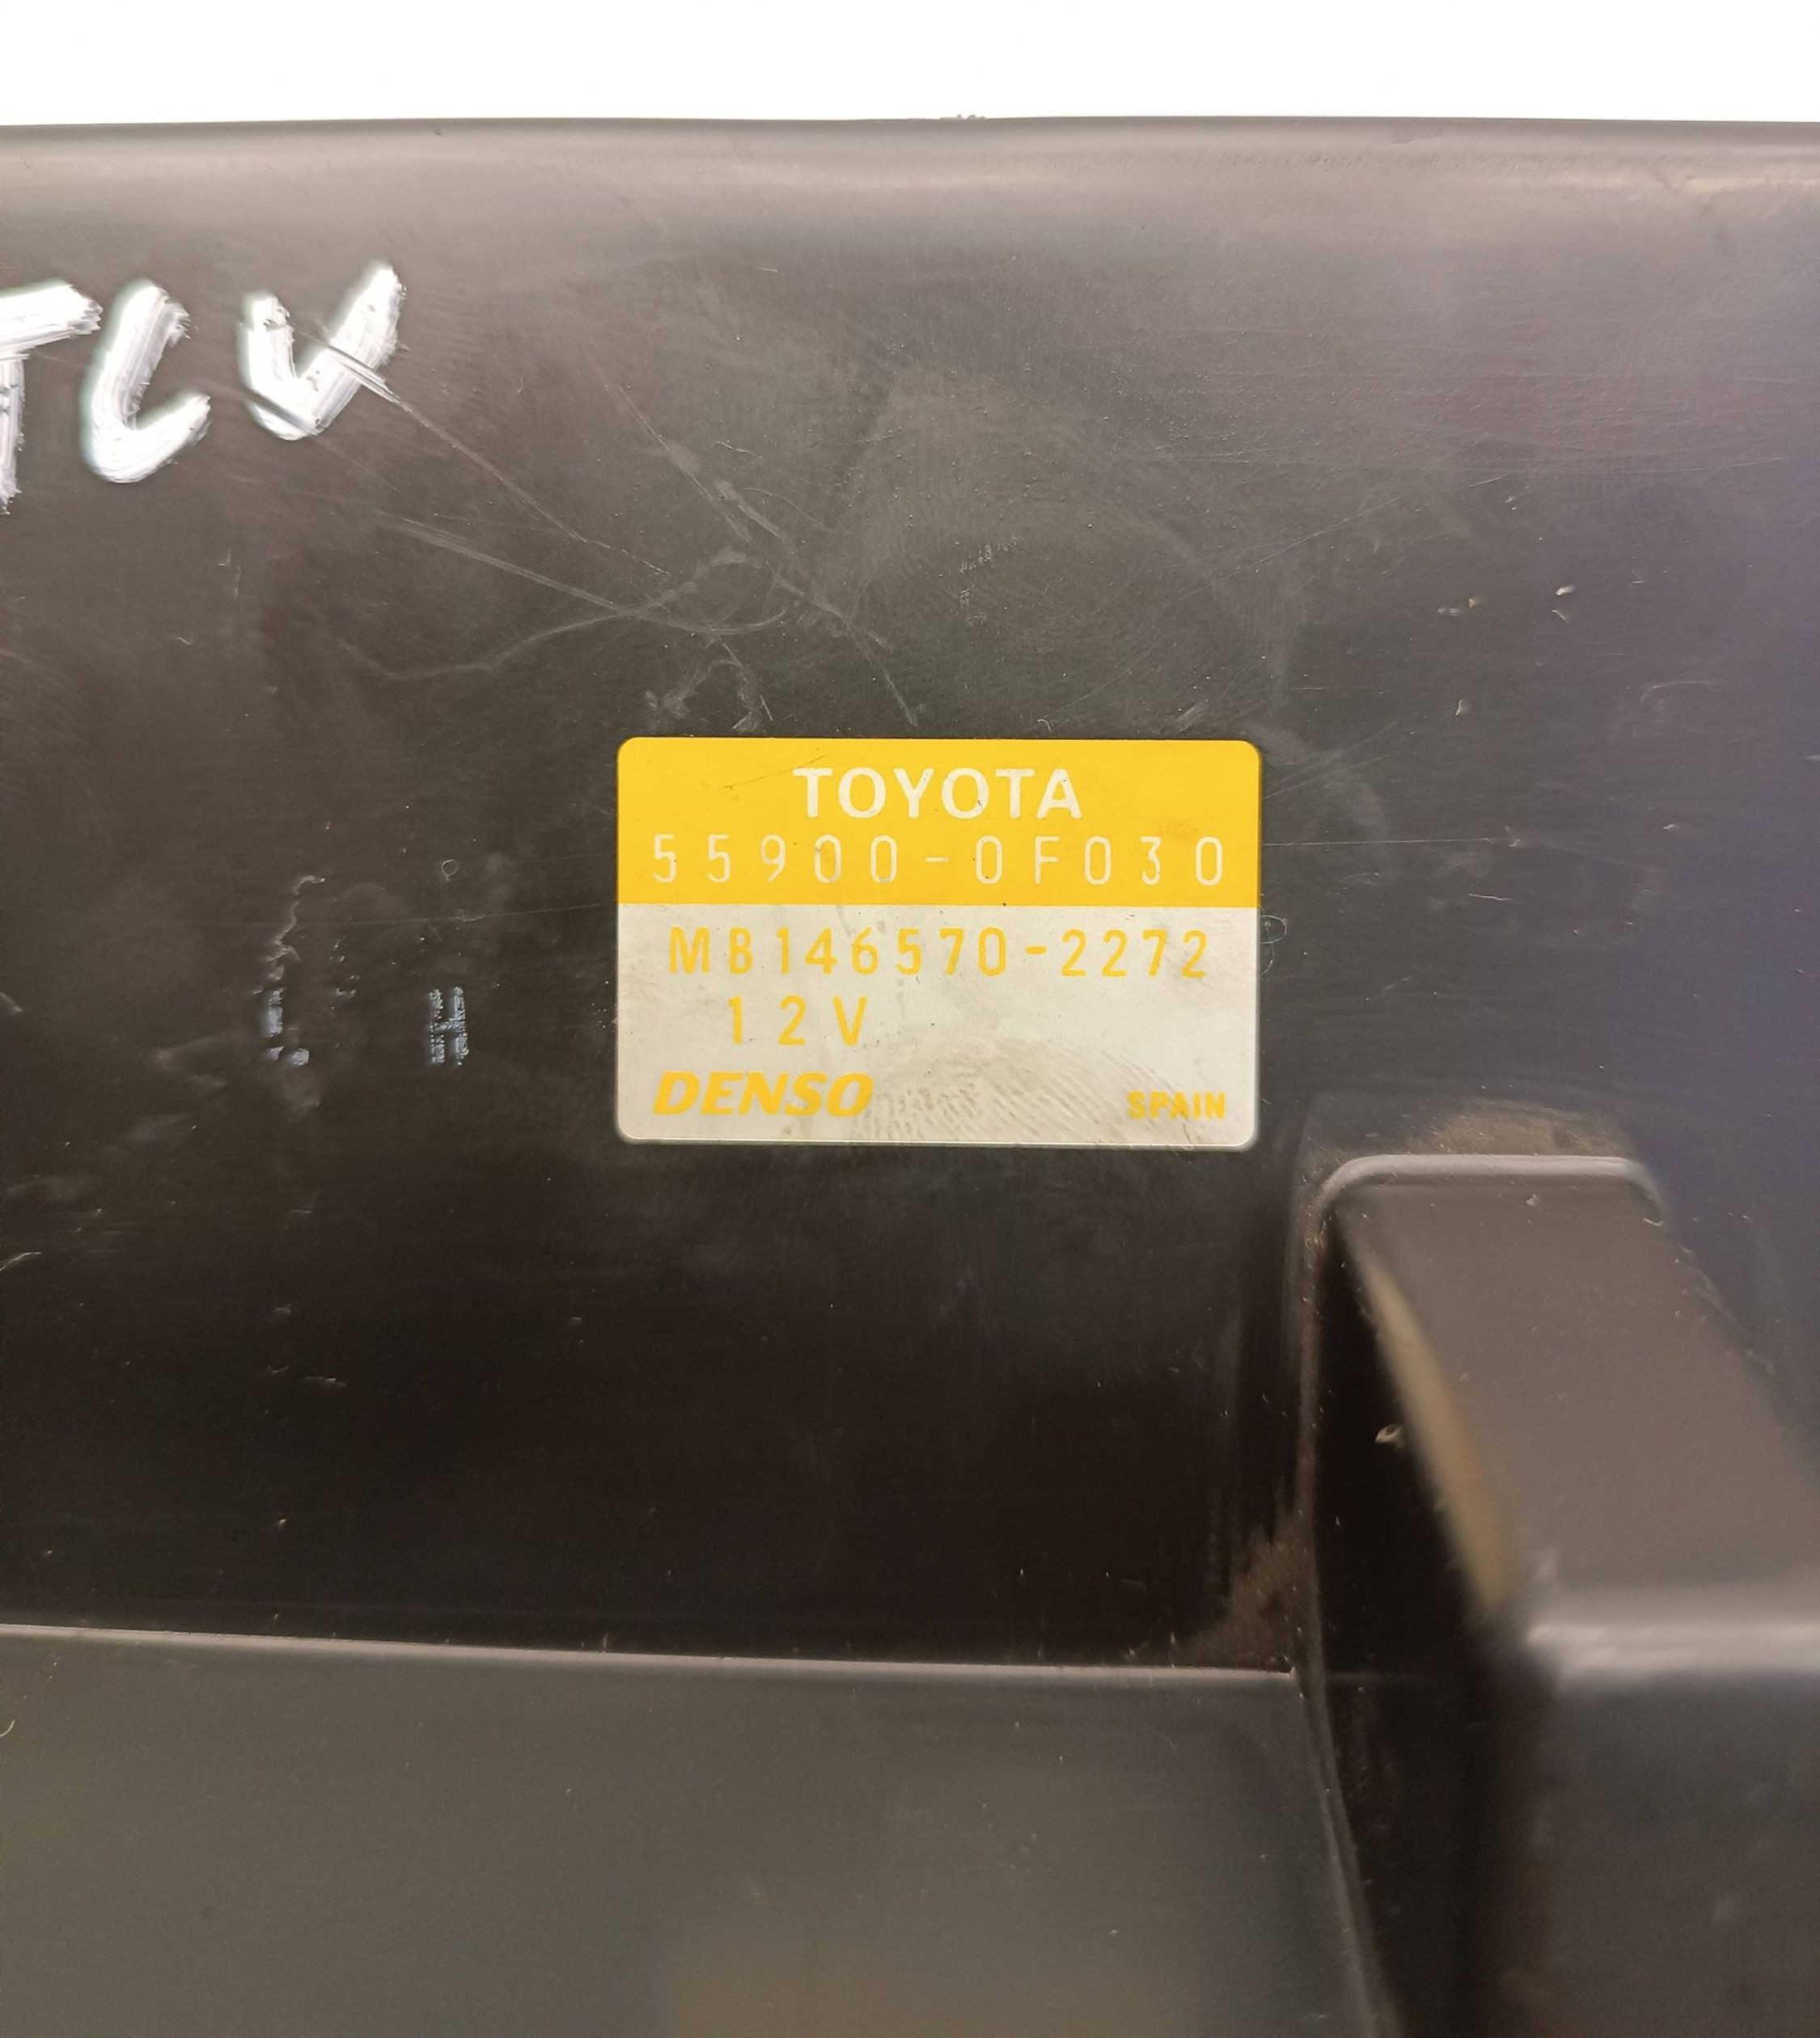 TCV
TOYOTA
55900-0F030
MB146570-2272
12V
DENSO SPAIN